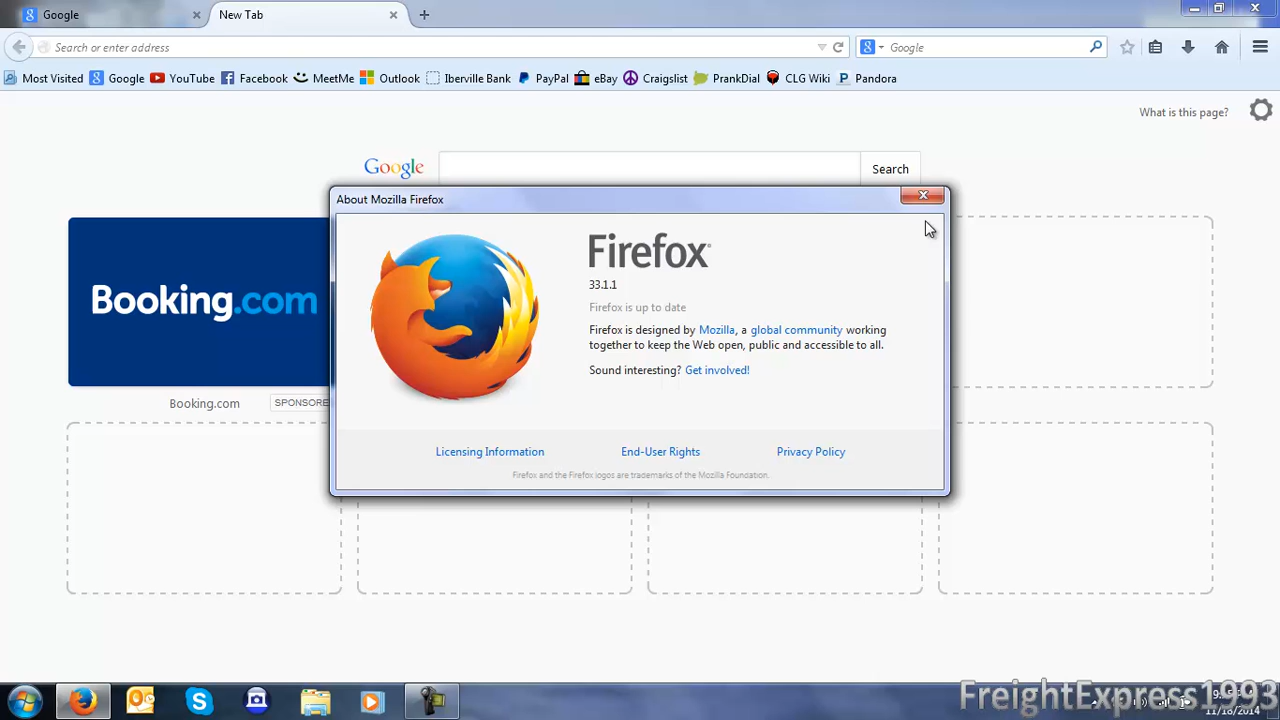 Google
New Tab
Search or enter address
Google
Most Visited
Google
YouTube
Facebook
MeetMe
Outlook
Iberville Bank
PayPal
eBay
Craigslist
PrankDial
CLG Wiki
Pandora
What is this page?
Google
Search
About Mozilla Firefox
Firefox
33.1.1
Firefox is up to date
Firefox is designed by Mozilla, a global community working
together to keep the Web open, public and accessible to all.
Sound interesting? Get involved!
Licensing Information
End-User Rights
Privacy Policy
Firefox and the Firefox logos are trademarks of the Mozilla Foundation.
Booking.com
Booking.com
SPONSORE
FreightExpress1993
11/18/2014